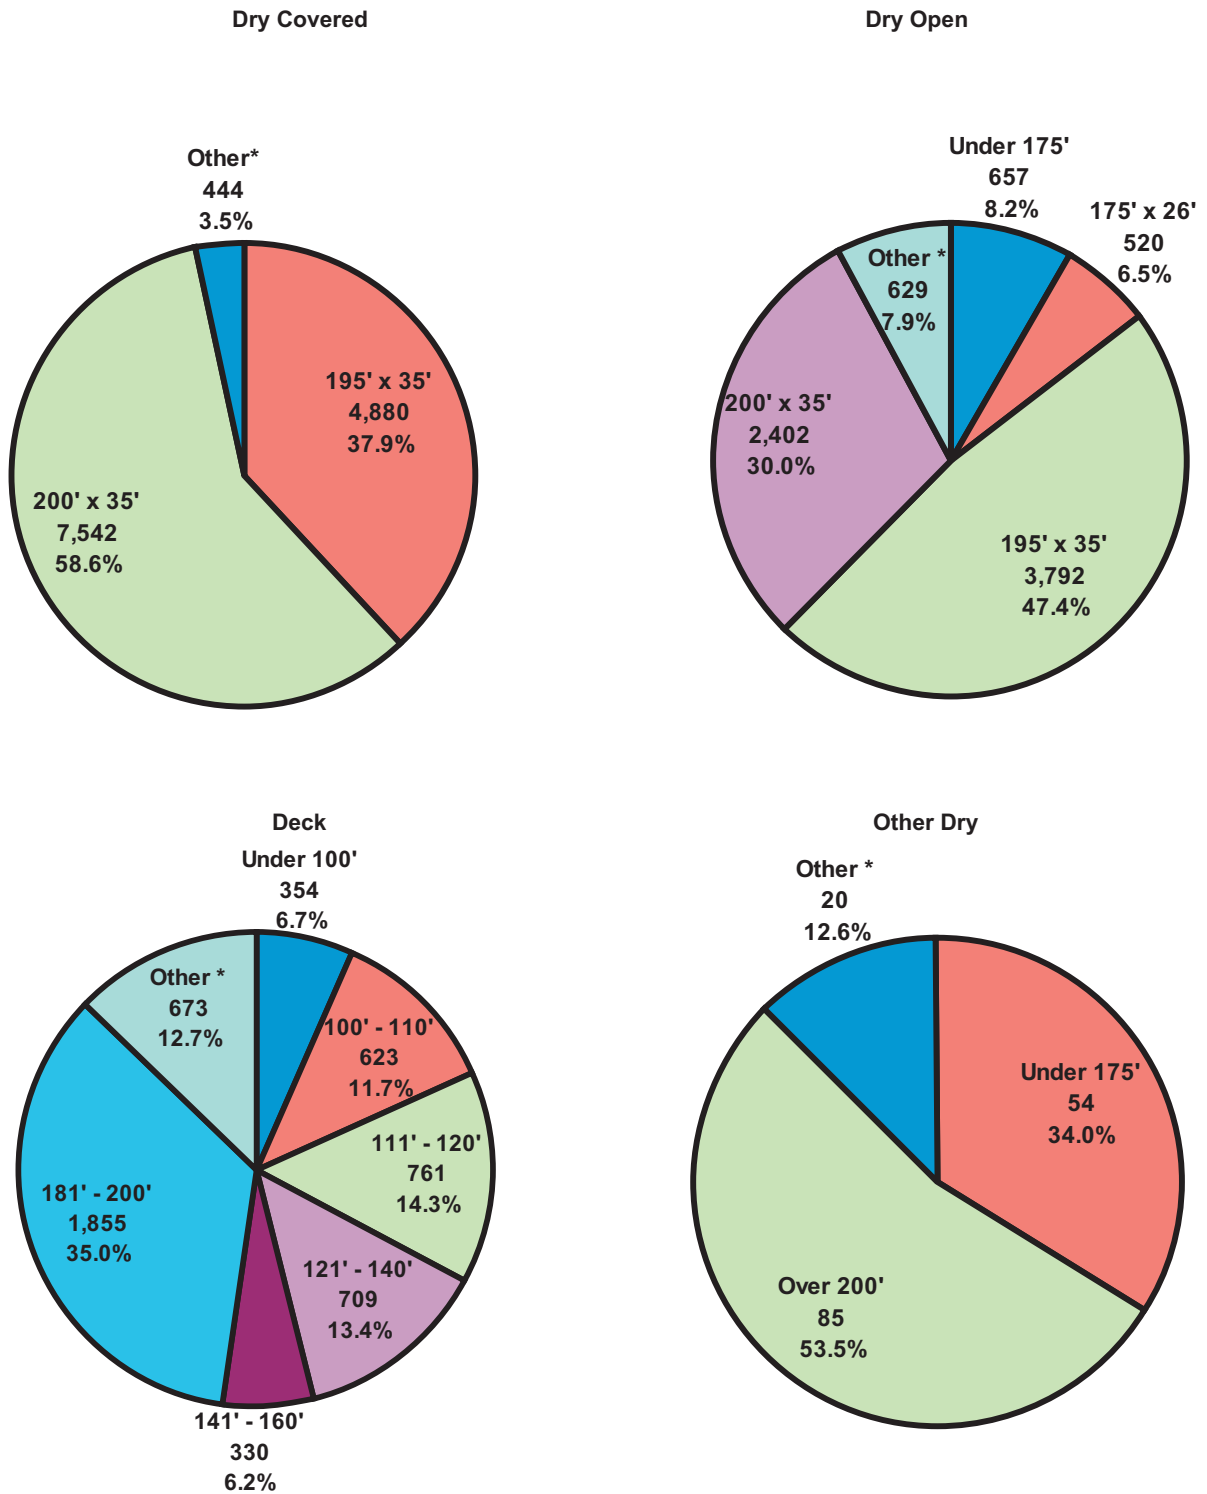 Dry Covered
Other*
444
3.5%
195' x 35'
4,880
37.9%
200' x 35'
7,542
58.6%
Dry Open
Under 175'
657
8.2%
175' x 26'
520
6.5%
Other *
629
7.9%
200' x 35'
2,402
30.0%
195' x 35'
3,792
47.4%
Deck
Under 100'
354
6.7%
Other *
673
12.7%
100' - 110'
623
11.7%
111' - 120'
761
14.3%
181' - 200'
1,855
35.0%
121' - 140'
709
13.4%
141' - 160'
330
6.2%
Other Dry
Other *
20
12.6%
Under 175'
54
34.0%
Over 200'
85
53.5%